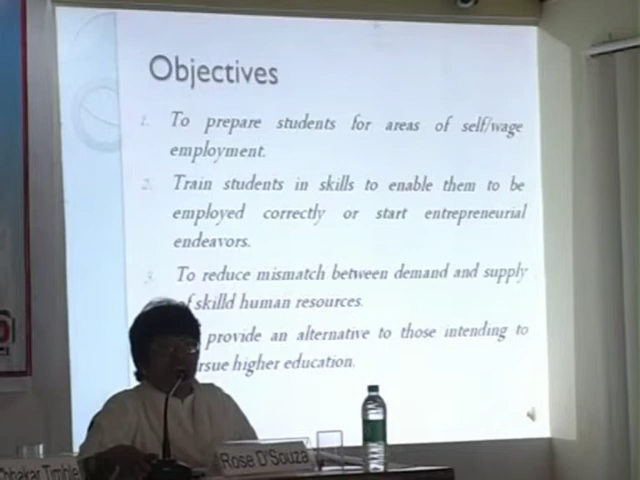 Objectives
1. To prepare students for areas of self/wage
employment.
2. Train students in skills to enable them to be
employed correctly or start entrepreneurial
endeavors.
3. To reduce mismatch between demand and supply
of skilld human resources.
provide an alternative to those intending to
rsue higher education.
Rose D'Souza